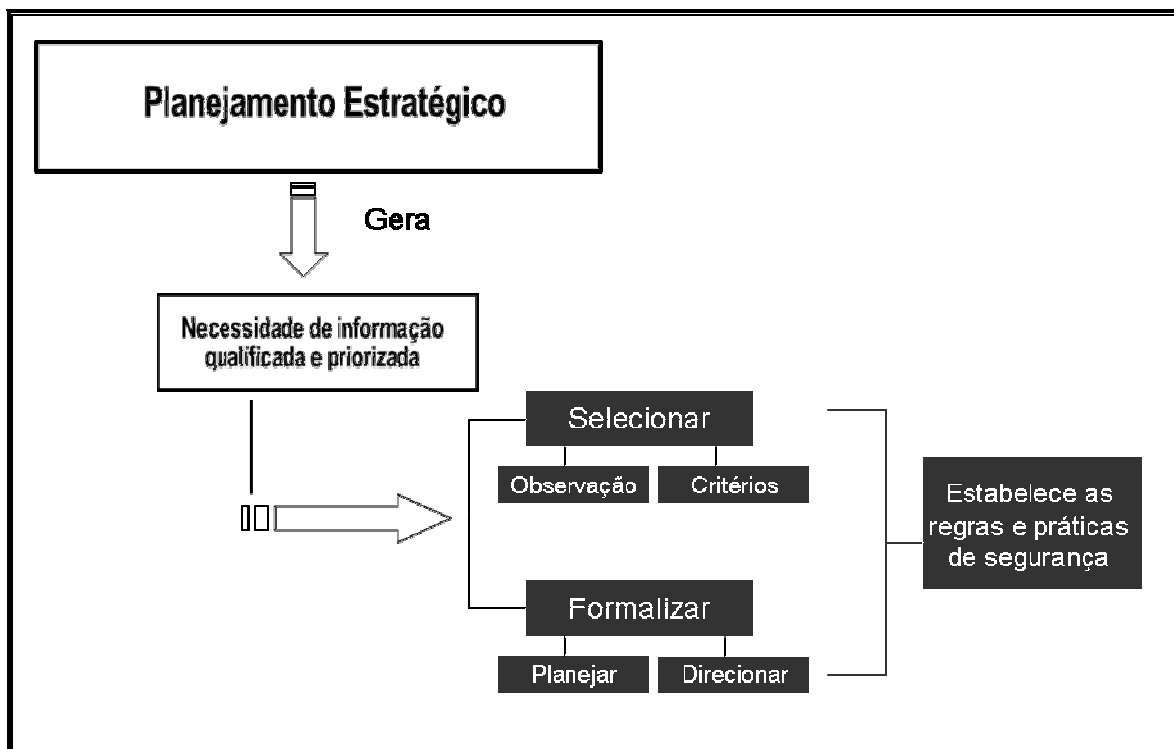 Planejamento Estratégico
Gera
Necessidade de informação
qualificada e priorizada
Selecionar
Observação
Critérios
Estabelece as
regras e práticas
de segurança
Formalizar
Planejar
Direcionar